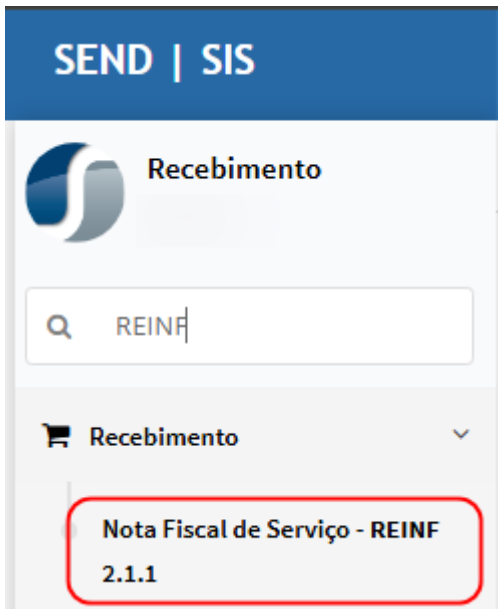 SEND | SIS
Recebimento
REINF
Recebimento
Nota Fiscal de Serviço - REINF
2.1.1